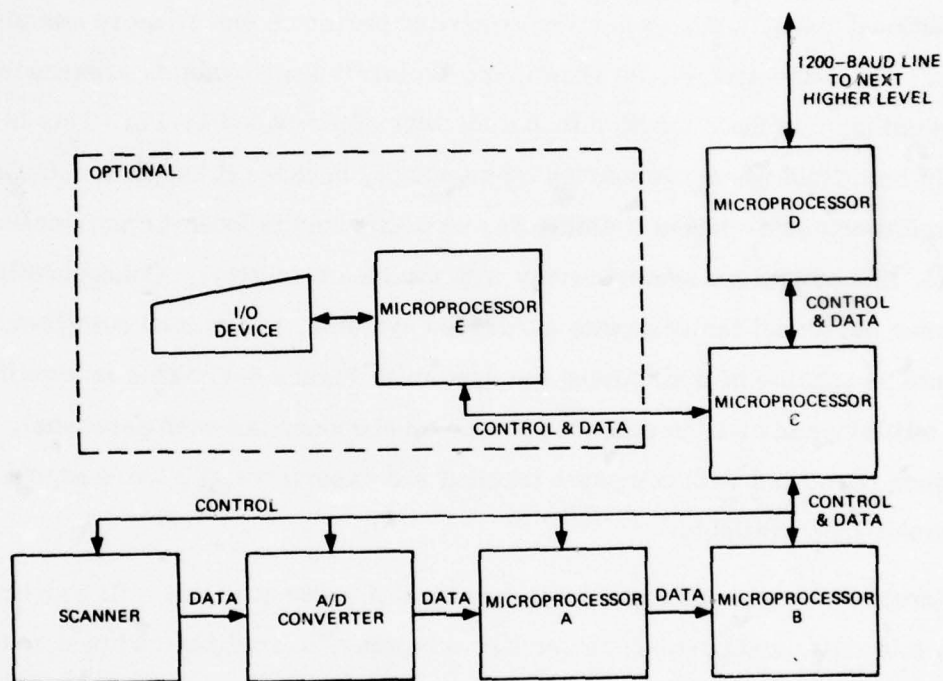 1200-BAUD LINE
TO NEXT
HIGHER LEVEL
OPTIONAL
MICROPROCESSOR
D
I/O
DEVICE
MICROPROCESSOR
E
CONTROL
& DATA
CONTROL & DATA
MICROPROCESSOR
C
CONTROL
CONTROL
& DATA
SCANNER
DATA
A/D
CONVERTER
DATA
MICROPROCESSOR
A
DATA
MICROPROCESSOR
B